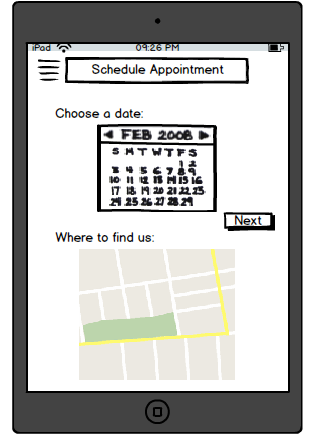 iPod 09:26 PM
Schedule Appointment
Choose a date:
FEB 2008
S M T W T F S
1 2
3 4 5 6 7 8 9
10 11 12 13 14 15 16
17 18 19 20 21 22 23
24 25 26 27 28 29
Next
Where to find us: